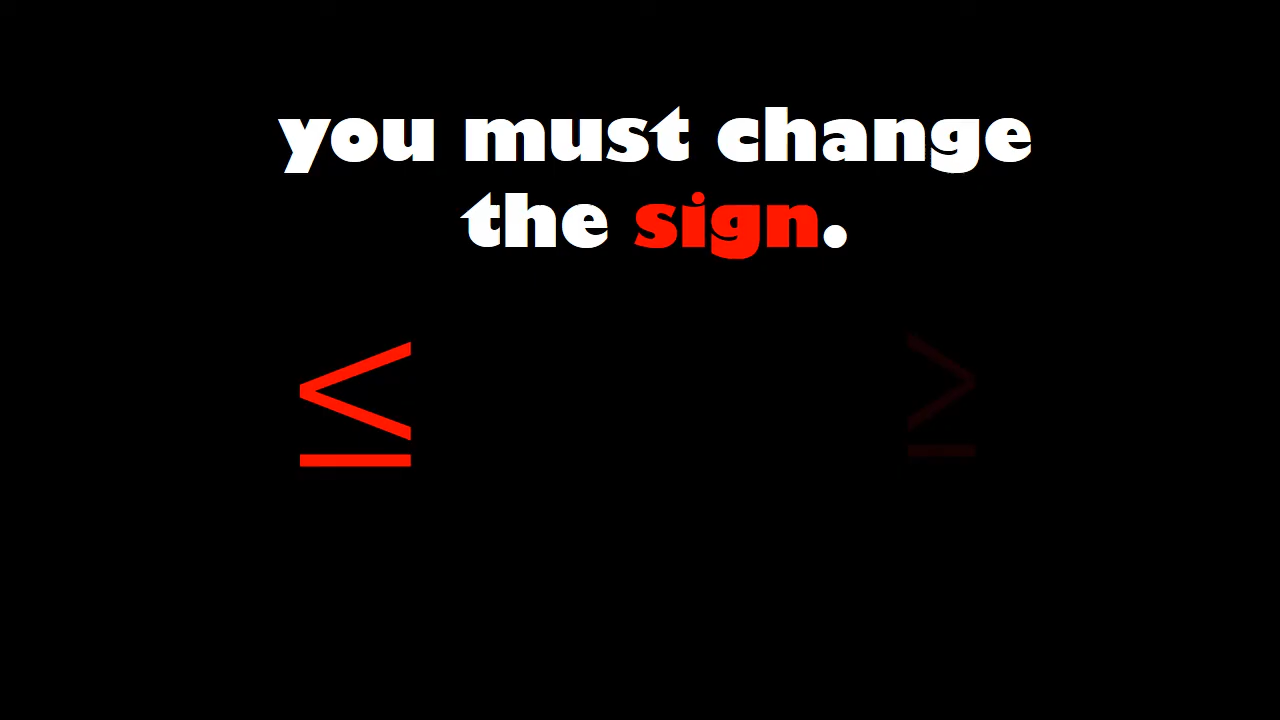 you must change
the sign.
≤ ≥